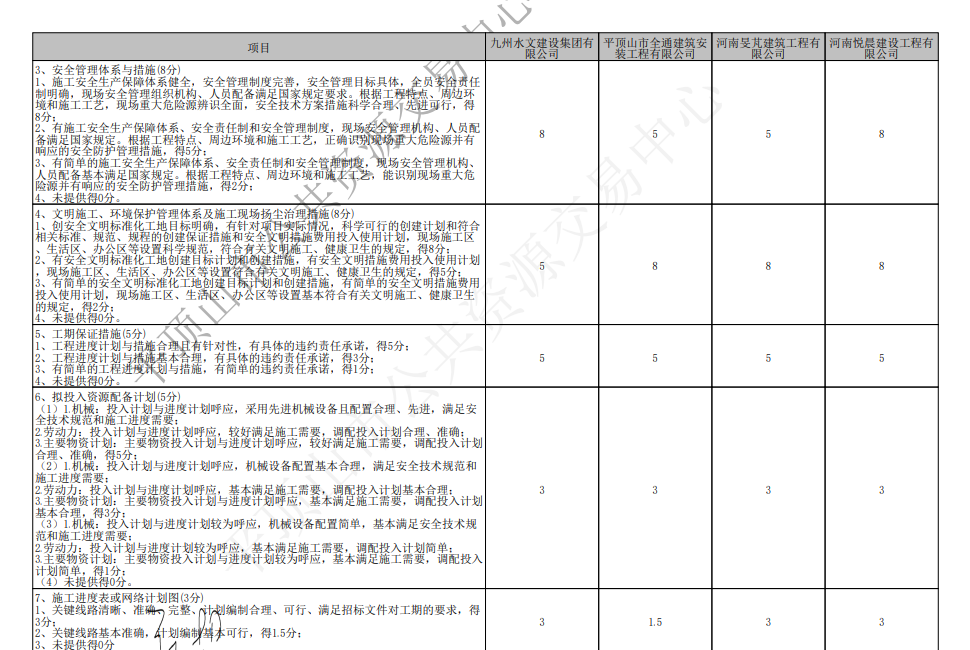 项目
九州水文建设集团有限公司
平顶山市全通建筑安装工程有限公司
河南旻芃建筑工程有限公司
河南悦晨建设工程有限公司
3、安全管理体系与措施(8分)
1、施工安全生产保障体系健全，安全管理制度完善，安全管理目标具体，全员安全责任
制明确，现场安全管理组织机构、人员配备满足国家规定要求。根据工程特点、周边环
境和施工工艺，现场重大危险源辨识全面，安全技术方案措施科学合理、先进可行，得
8分；
2、有施工安全生产保障体系、安全责任制和安全管理制度，现场安全管理机构、人员配
备满足国家规定。根据工程特点、周边环境和施工工艺，正确识别现场重大危险源并有
响应的安全防护管理措施，得5分；
3、有简单的施工安全生产保障体系、安全责任制和安全管理制度，现场安全管理机构、
人员配备基本满足国家规定。根据工程特点、周边环境和施工工艺，能识别现场重大危
险源并有响应的安全防护管理措施，得2分；
4、未提供得0分。
8 5 5 8
4、文明施工、环境保护管理体系及施工现场扬尘治理措施(8分)
1、创安全文明标准化工地目标明确，有针对项目实际情况，科学可行的创建计划和符合
相关标准、规范、规程的创建保证措施和安全文明措施费用投入使用计划，现场施工区
、生活区、办公区等设置科学规范，符合有关文明施工、健康卫生的规定，得8分；
2、有安全文明标准化工地创建目标计划和创建措施，有安全文明措施费用投入使用计划
，现场施工区、生活区、办公区等设置符合有关文明施工、健康卫生的规定，得5分；
3、有简单的安全文明标准化工地创建目标计划和创建措施，有简单的安全文明措施费用
投入使用计划，现场施工区、生活区、办公区等设置基本符合有关文明施工、健康卫生
的规定，得2分；
4、未提供得0分。
5 8 8 8
5、工期保证措施(5分)
1、工程进度计划与措施合理且有针对性，有具体的违约责任承诺，得5分；
2、工程进度计划与措施基本合理，有具体的违约责任承诺，得3分；
3、有简单的工程进度计划与措施，有简单的违约责任承诺，得1分；
4、未提供得0分。
5 5 5 5
6、拟投入资源配备计划(5分)
（1）1.机械：投入计划与进度计划呼应，采用先进机械设备且配置合理、先进，满足安
全技术规范和施工进度需要；
2.劳动力：投入计划与进度计划呼应，较好满足施工需要，调配投入计划合理、准确；
3.主要物资计划：主要物资投入计划与进度计划呼应，较好满足施工需要，调配投入计划
合理、准确，得5分；
（2）1.机械：投入计划与进度计划呼应，机械设备配置基本合理，满足安全技术规范和
施工进度需要；
2.劳动力：投入计划与进度计划呼应，基本满足施工需要，调配投入计划基本合理；
3.主要物资计划：主要物资投入计划与进度计划呼应，基本满足施工需要，调配投入计划
基本合理，得3分；
（3）1.机械：投入计划与进度计划较为呼应，机械设备配置简单，基本满足安全技术规
范和施工进度需要；
2.劳动力：投入计划与进度计划较为呼应，基本满足施工需要，调配投入计划简单；
3.主要物资计划：主要物资投入计划与进度计划较为呼应，基本满足施工需要，调配投入
计划简单，得1分；
（4）未提供得0分。
3 3 3 3
7、施工进度表或网络计划图(3分)
1、关键线路清晰、准确、完整、计划编制合理、可行、满足招标文件对工期的要求，得
3分；
2、关键线路基本准确，计划编制基本可行，得1.5分；
3、未提供得0分
3 1.5 3 3
平顶山市公共资源交易中心
平顶山市公共资源交易中心